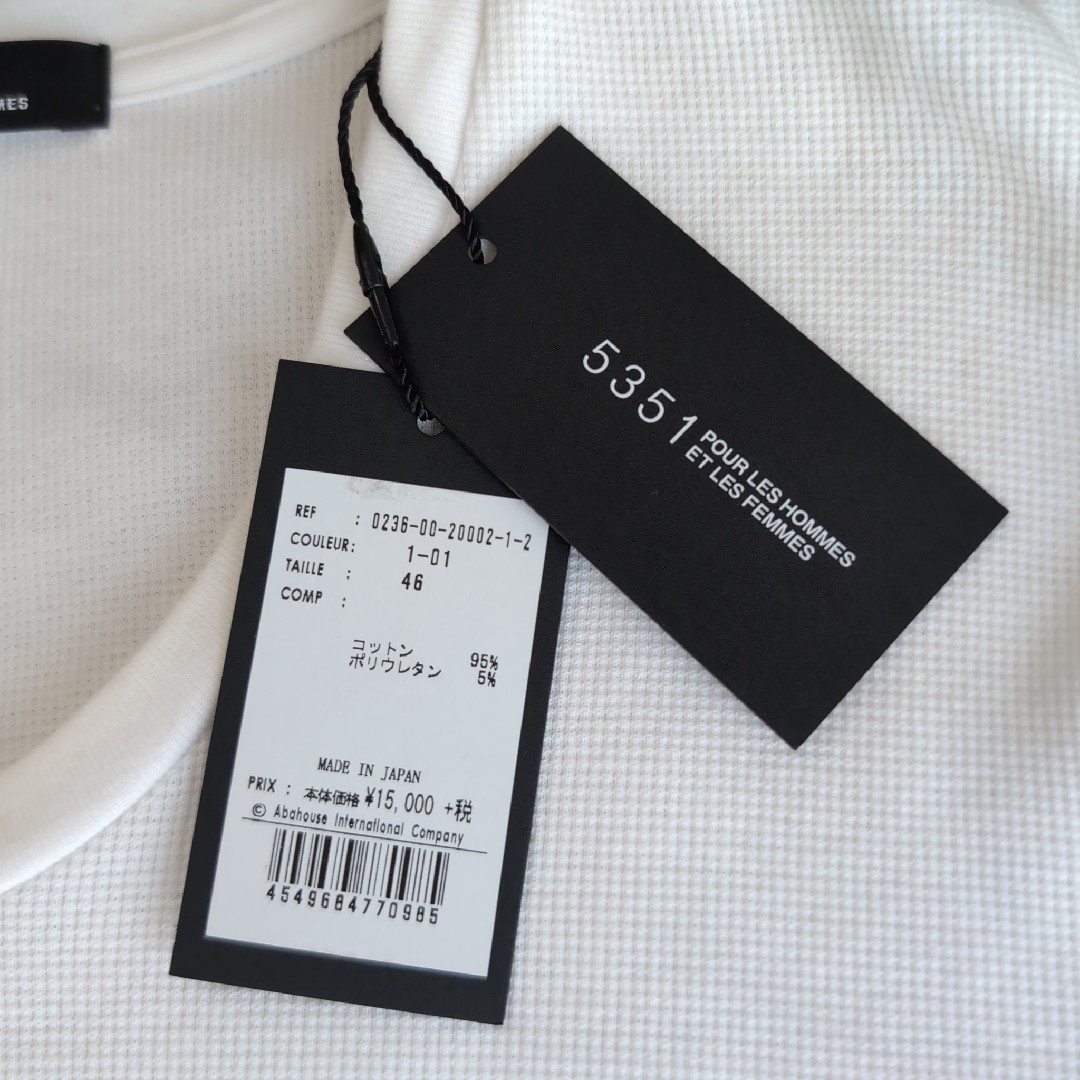 MES
5351
POUR LES HOMMES
ET LES FEMMES
REF : 0236-00-20002-1-2
COULEUR: 1-01
TAILLE : 46
COMP :
コットン 95%
ポリウレタン 5%
MADE IN JAPAN
PRIX : 本体価格 ¥15,000 +税
© Abahouse International Company
4549684770985